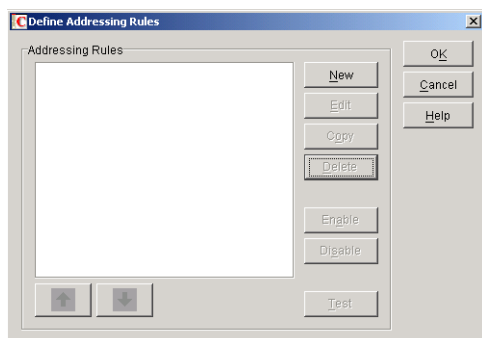 Define Addressing Rules
Addressing Rules
New
Edit
Copy
Delete
Enable
Disable
Test
OK
Cancel
Help